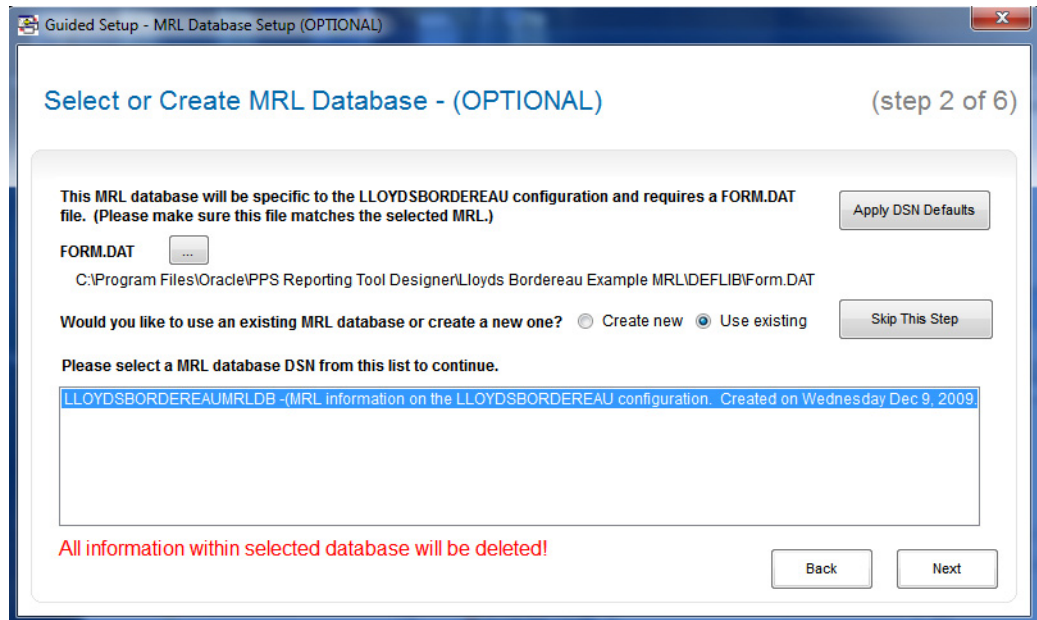 Guided Setup - MRL Database Setup (OPTIONAL)
Select or Create MRL Database - (OPTIONAL) (step 2 of 6)
This MRL database will be specific to the LLOYDSBORDEREAU configuration and requires a FORM.DAT
file. (Please make sure this file matches the selected MRL.)
Apply DSN Defaults
FORM.DAT ...
C:\Program Files\Oracle\PPS Reporting Tool Designer\Lloyds Bordereau Example MRL\DEFLIB\Form.DAT
Would you like to use an existing MRL database or create a new one? Create new Use existing
Skip This Step
Please select a MRL database DSN from this list to continue.
LLOYDSBORDEREAUMRLDB -(MRL information on the LLOYDSBORDEREAU configuration. Created on Wednesday Dec 9, 2009.
All information within selected database will be deleted!
Back Next